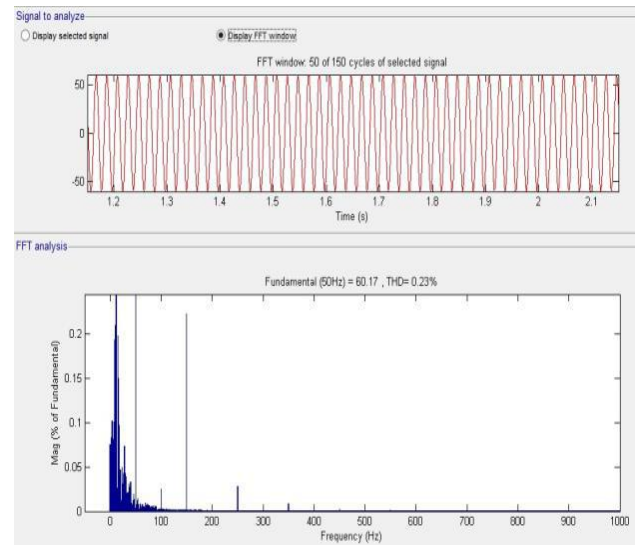 Signal to analyze
Display selected signal
Display FFT window
FFT window: 50 of 150 cycles of selected signal
50
0
-50
1.2 1.3 1.4 1.5 1.6 1.7 1.8 1.9 2 2.1
Time (s)
FFT analysis
Fundamental (50Hz) = 60.17 , THD= 0.23%
Mag (% of Fundamental)
0.2
0.15
0.1
0.05
0
0 100 200 300 400 500 600 700 800 900 1000
Frequency (Hz)